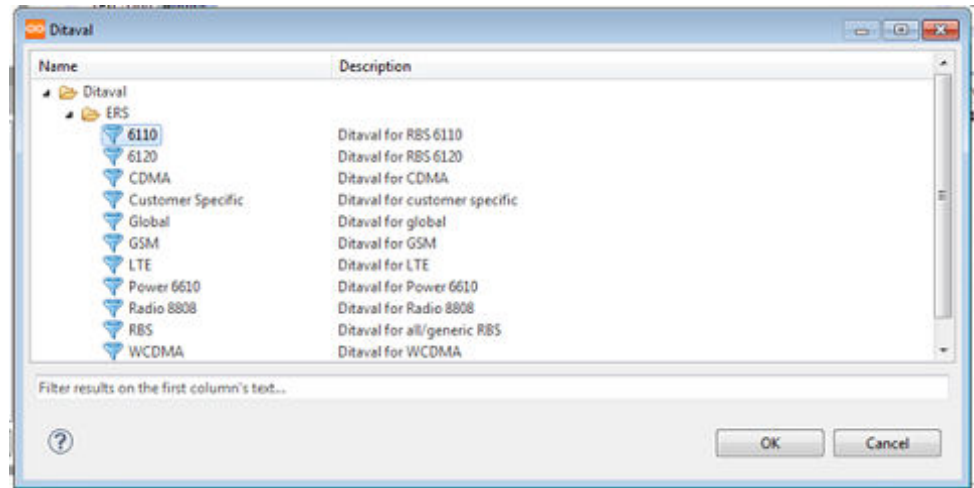 Ditaval
Name Description
Ditaval
ERS
6110 Ditaval for RBS 6110
6120 Ditaval for RBS 6120
CDMA Ditaval for CDMA
Customer Specific Ditaval for customer specific
Global Ditaval for global
GSM Ditaval for GSM
LTE Ditaval for LTE
Power 6610 Ditaval for Power 6610
Radio 8808 Ditaval for Radio 8808
RBS Ditaval for all/generic RBS
WCDMA Ditaval for WCDMA
Filter results on the first column's text...
?
OK Cancel